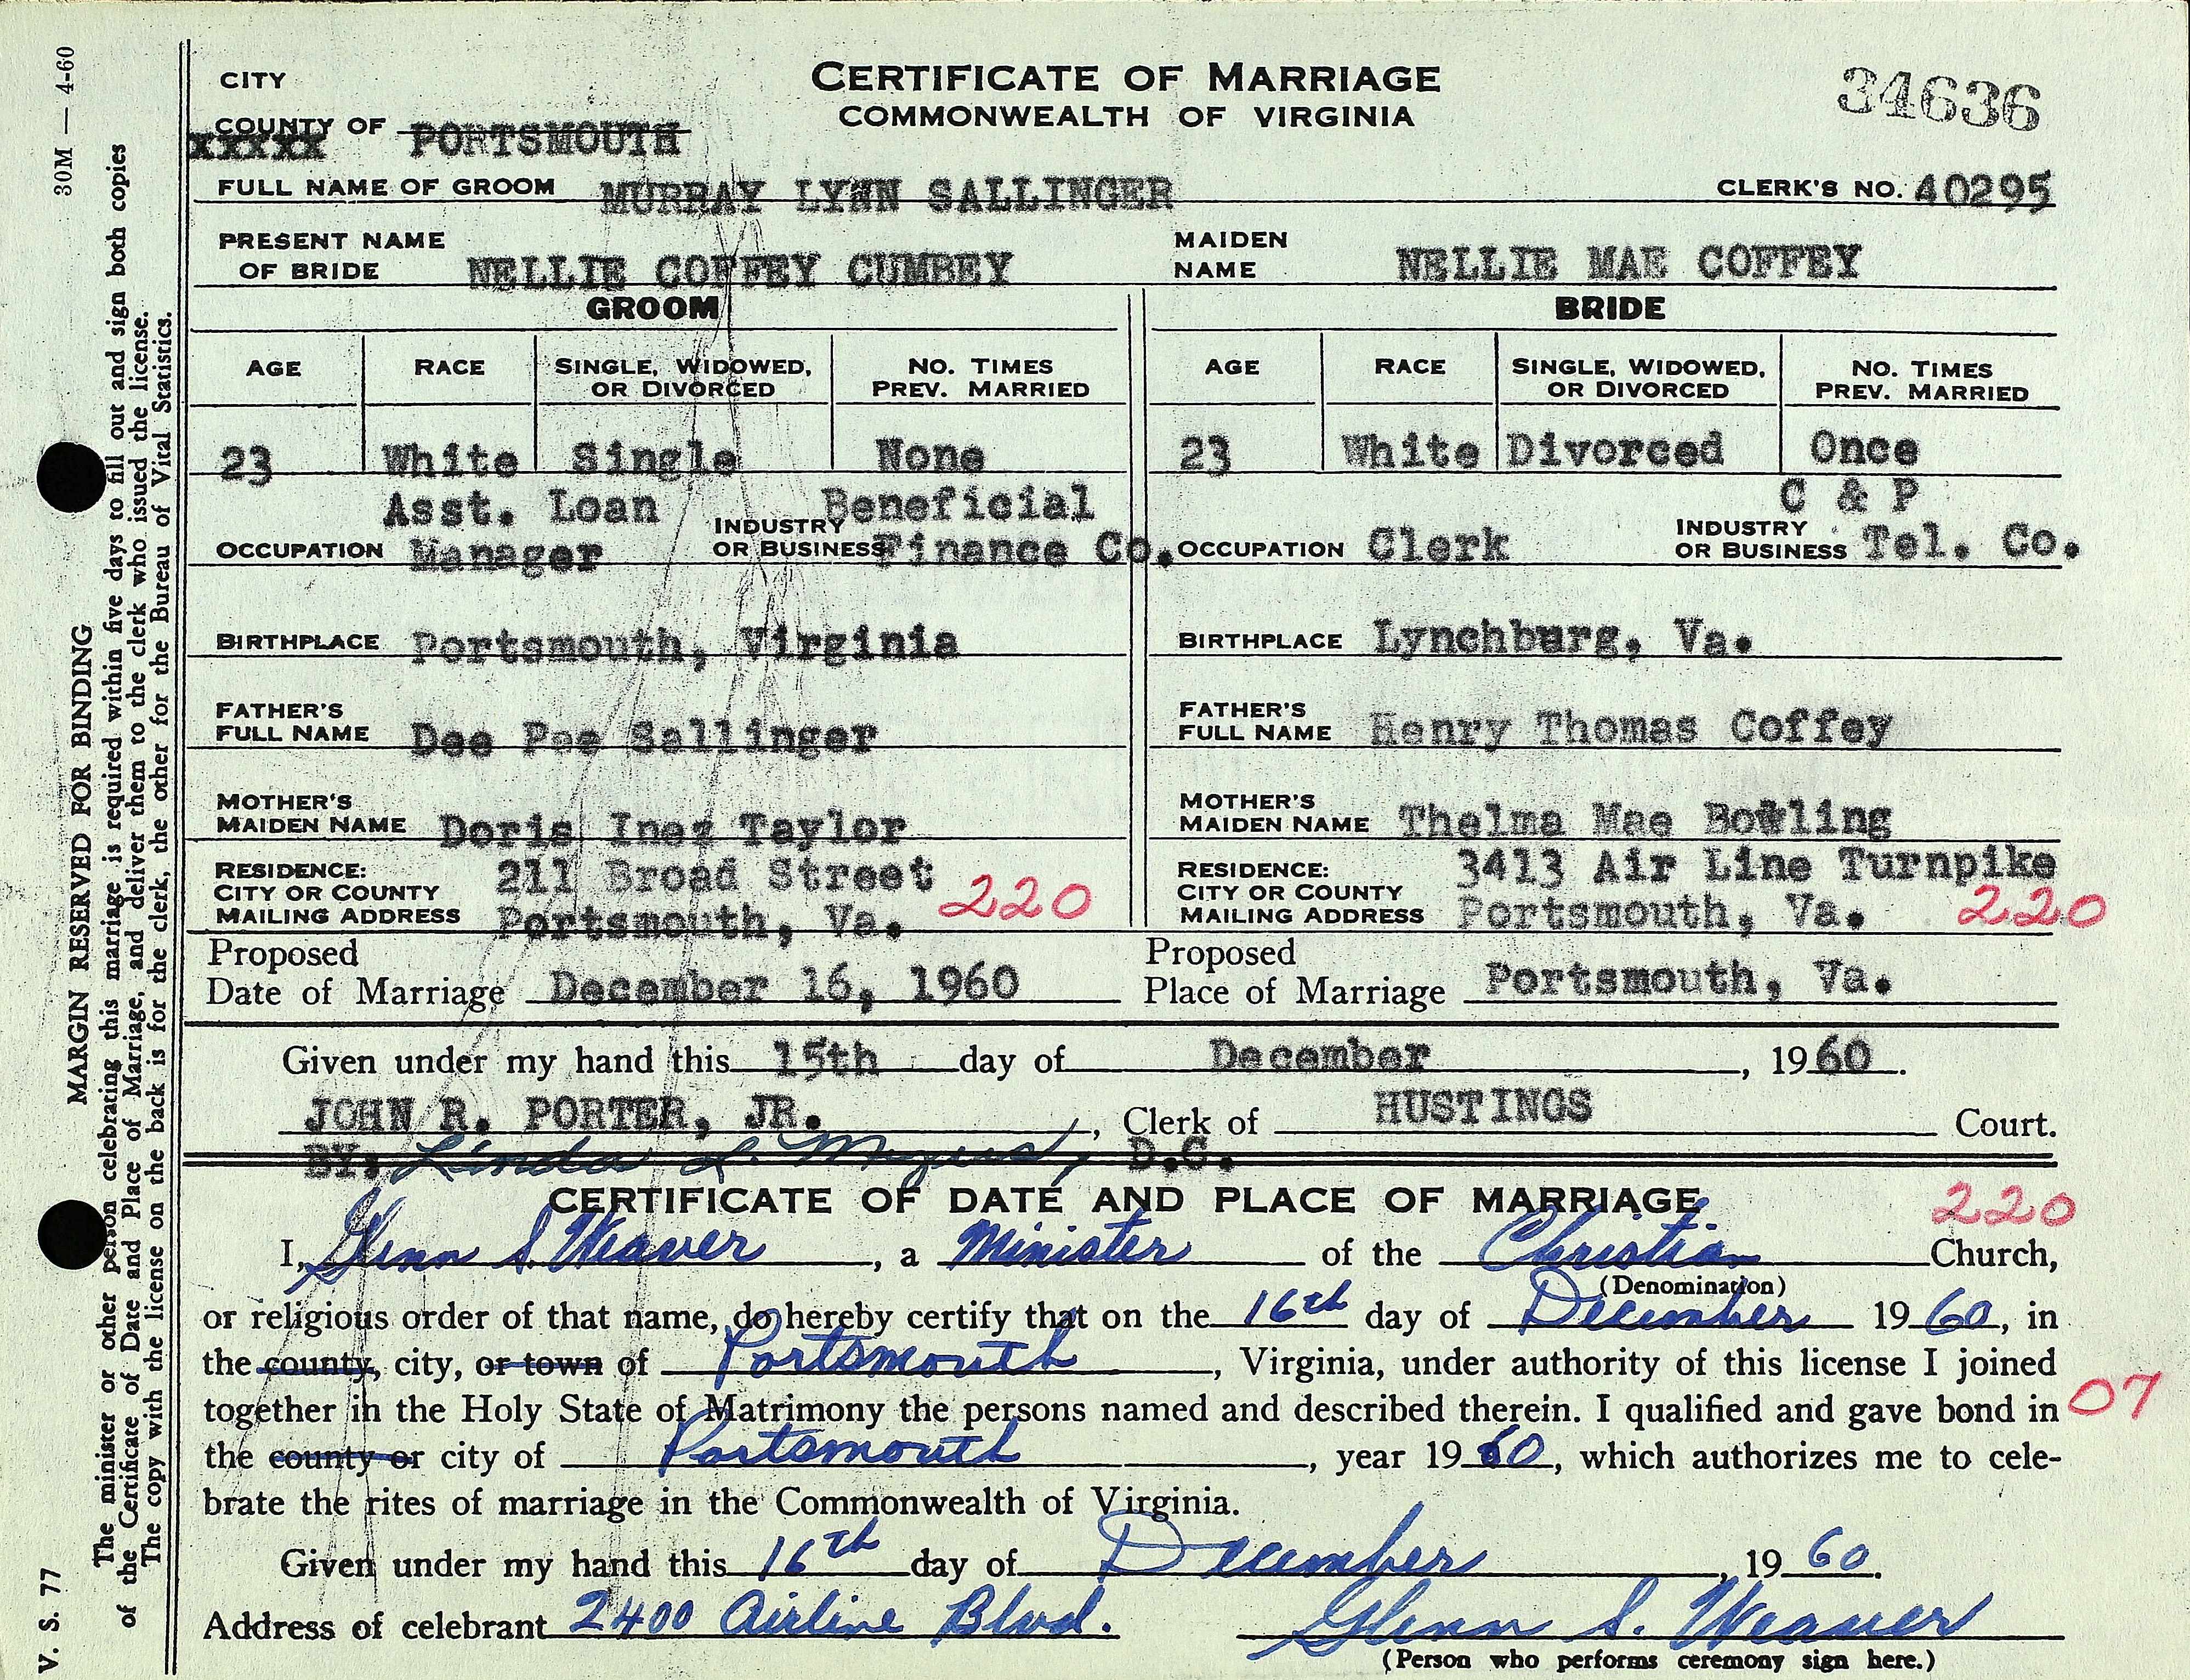 CITY
CERTIFICATE OF MARRIAGE
COMMONWEALTH OF VIRGINIA
34636
COUNTY OF PORTSMOUTH
XXXXX
FULL NAME OF GROOM MURRAY LYNN SALLINGER CLERK'S NO. 40295
PRESENT NAME OF BRIDE NELLIE COFFEY CUMBEY MAIDEN NAME NELLIE MAE COFFEY
GROOM BRIDE
AGE RACE SINGLE, WIDOWED, OR DIVORCED NO. TIMES PREV. MARRIED AGE RACE SINGLE, WIDOWED, OR DIVORCED NO. TIMES PREV. MARRIED
23 White Single None 23 White Divorced Once
OCCUPATION Asst. Loan Manager INDUSTRY OR BUSINESS Beneficial Finance Co. OCCUPATION Clerk INDUSTRY OR BUSINESS C & P Tel. Co.
BIRTHPLACE Portsmouth, Virginia BIRTHPLACE Lynchburg, Va.
FATHER'S FULL NAME Dee Pee Sallinger FATHER'S FULL NAME Henry Thomas Coffey
MOTHER'S MAIDEN NAME Doris Inez Taylor MOTHER'S MAIDEN NAME Thelma Mae Bowling
RESIDENCE: CITY OR COUNTY MAILING ADDRESS 211 Broad Street Portsmouth, Va. 220 RESIDENCE: CITY OR COUNTY MAILING ADDRESS 3413 Air Line Turnpike Portsmouth, Va. 220
Proposed Date of Marriage December 16, 1960 Proposed Place of Marriage Portsmouth, Va.
Given under my hand this 15th day of December, 1960.
JOHN R. PORTER, JR., Clerk of HUSTINGS Court.
BY: Linda L. , D.C.
CERTIFICATE OF DATE AND PLACE OF MARRIAGE 220
I, Glenn S. Weaver, a Minister of the Christian Church,
(Denomination)
or religious order of that name, do hereby certify that on the 16th day of December 1960, in
the county, city, or town of Portsmouth, Virginia, under authority of this license I joined
together in the Holy State of Matrimony the persons named and described therein. I qualified and gave bond in 07
the county or city of Portsmouth, year 1960, which authorizes me to cele-
brate the rites of marriage in the Commonwealth of Virginia.
Given under my hand this 16th day of December, 1960.
Address of celebrant 2400 Airline Blvd. Glenn S. Weaver
(Person who performs ceremony sign here.)
V. S. 77
30M — 4-60
MARGIN RESERVED FOR BINDING
The minister or other person celebrating this marriage is required within five days to fill out and sign both copies
of the Certificate of Date and Place of Marriage, and deliver them to the clerk who issued the license.
The copy with the license on the back is for the clerk, the other for the Bureau of Vital Statistics.